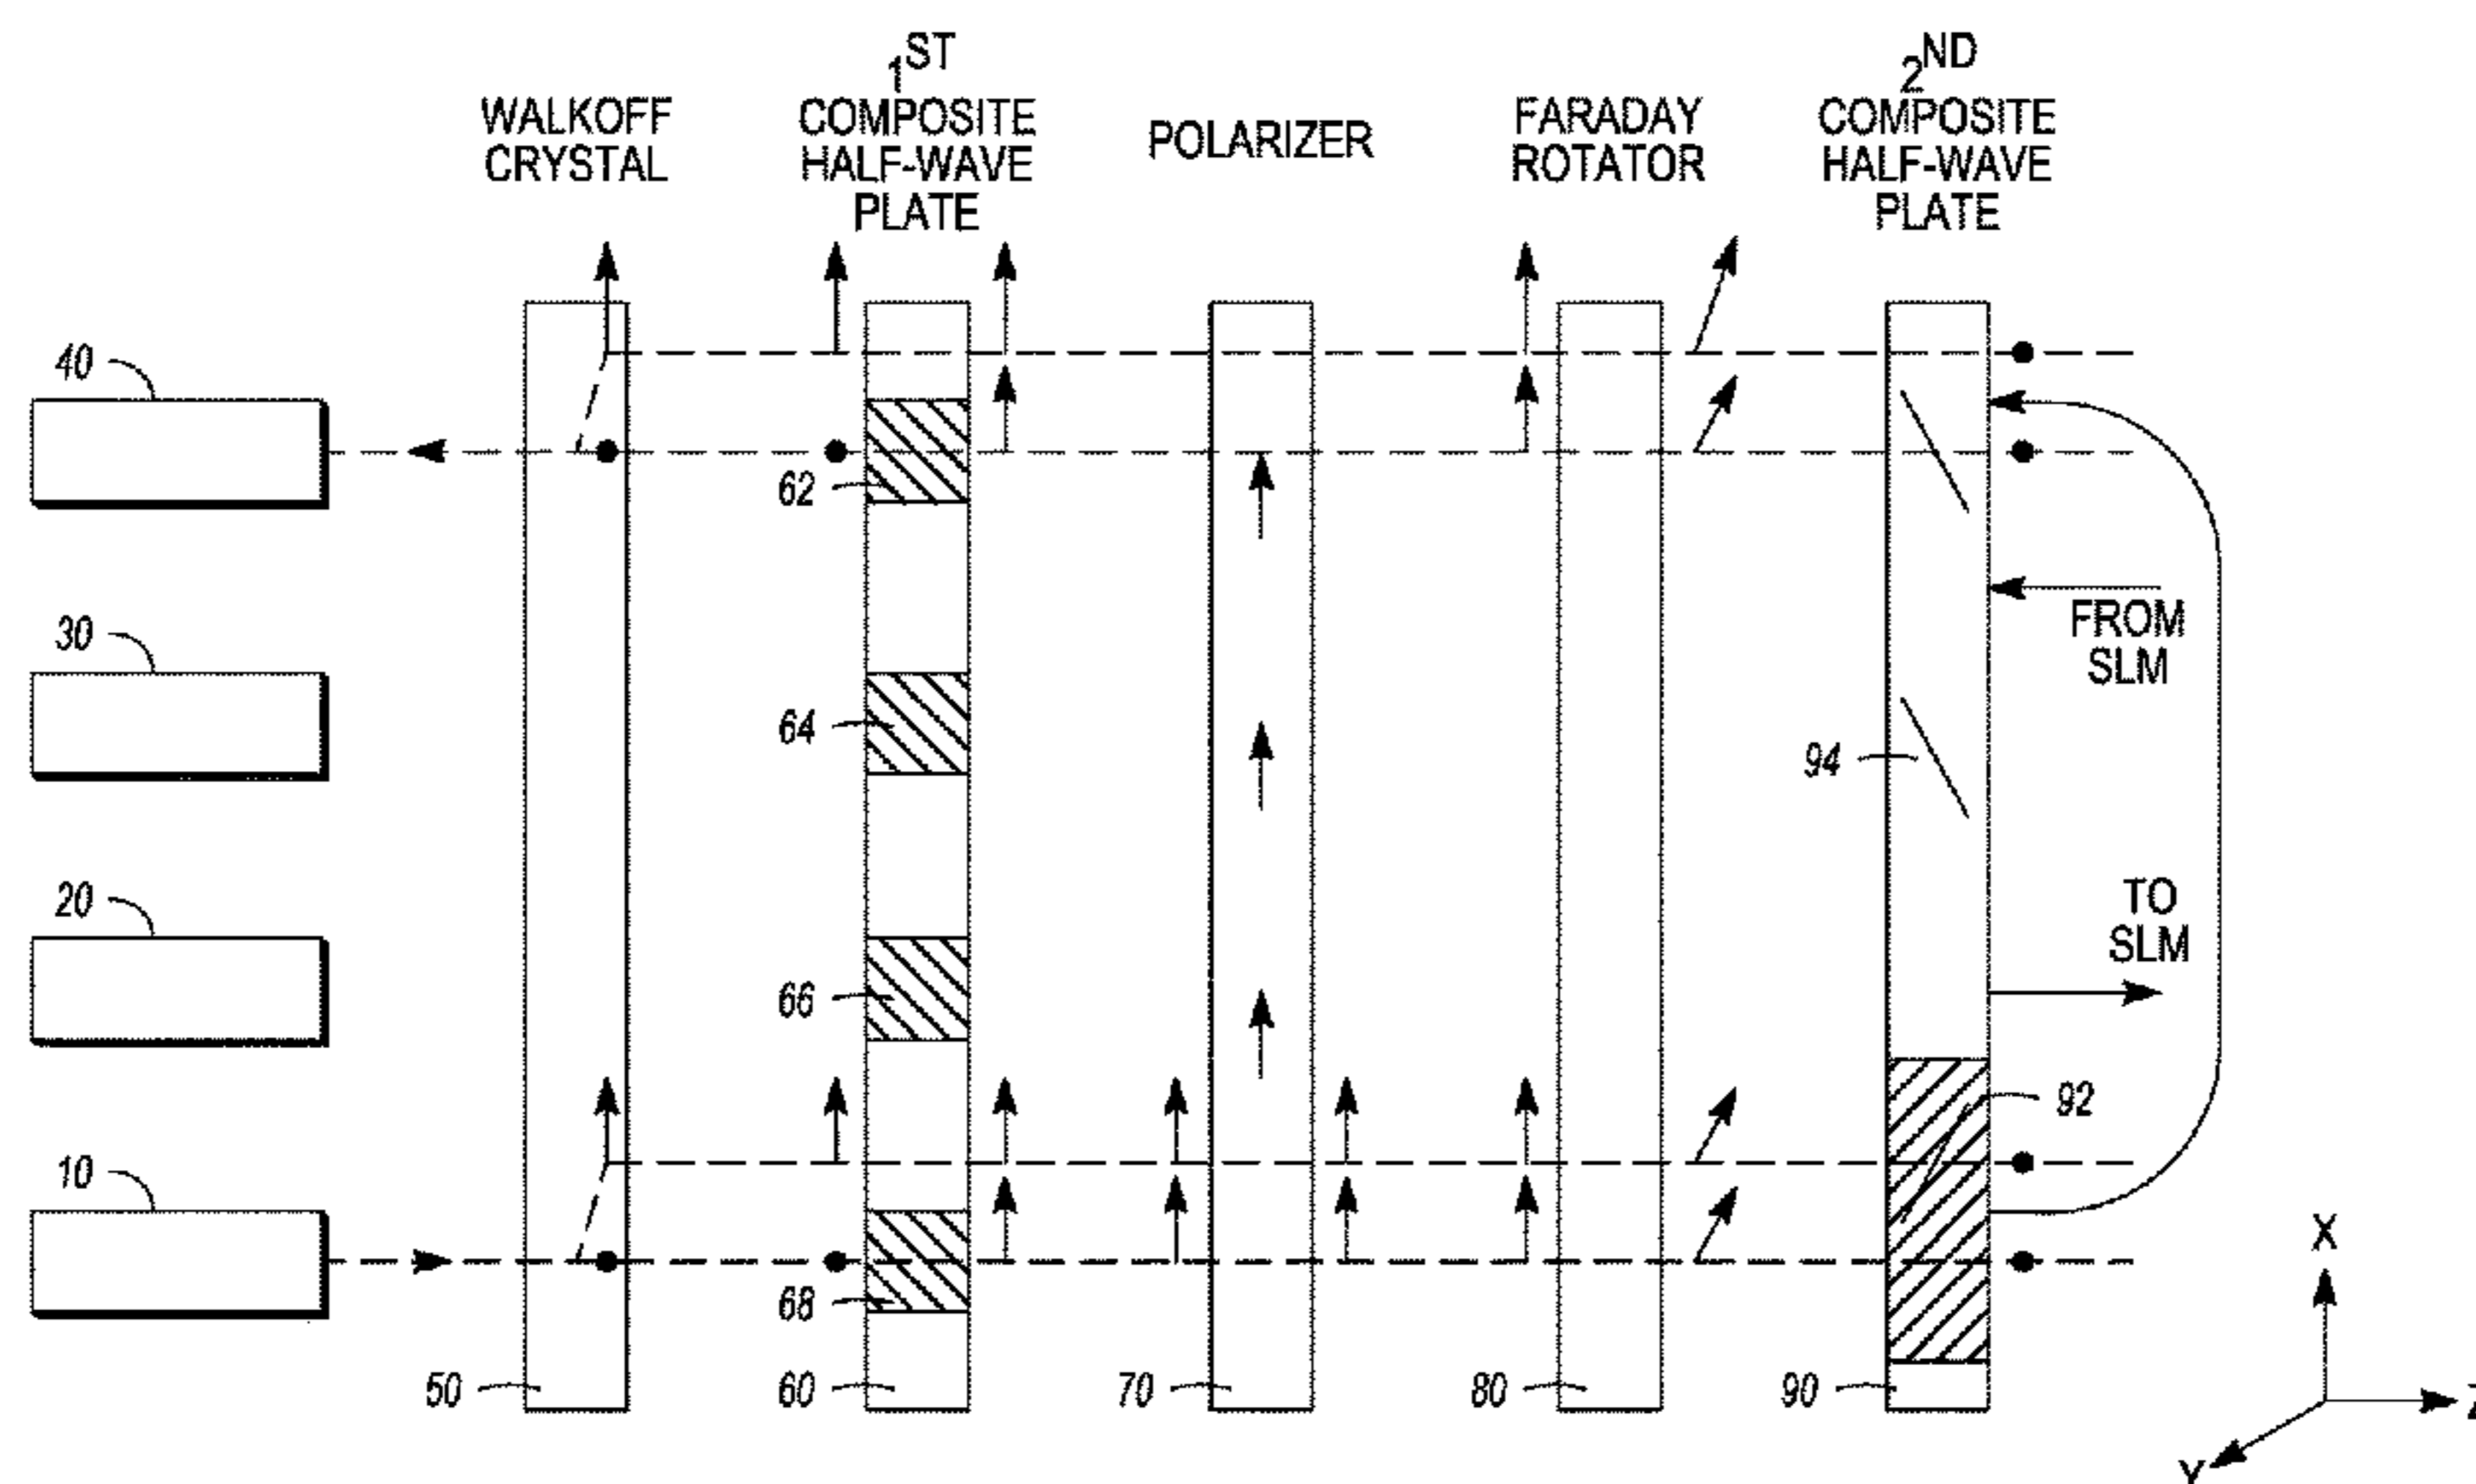 WALKOFF
CRYSTAL
1ST
COMPOSITE
HALF-WAVE
PLATE
POLARIZER
FARADAY
ROTATOR
2ND
COMPOSITE
HALF-WAVE
PLATE
40
62
FROM
SLM
30
64
94
20
TO
SLM
66
92
10
68
X
50
60
70
80
90
Z
Y